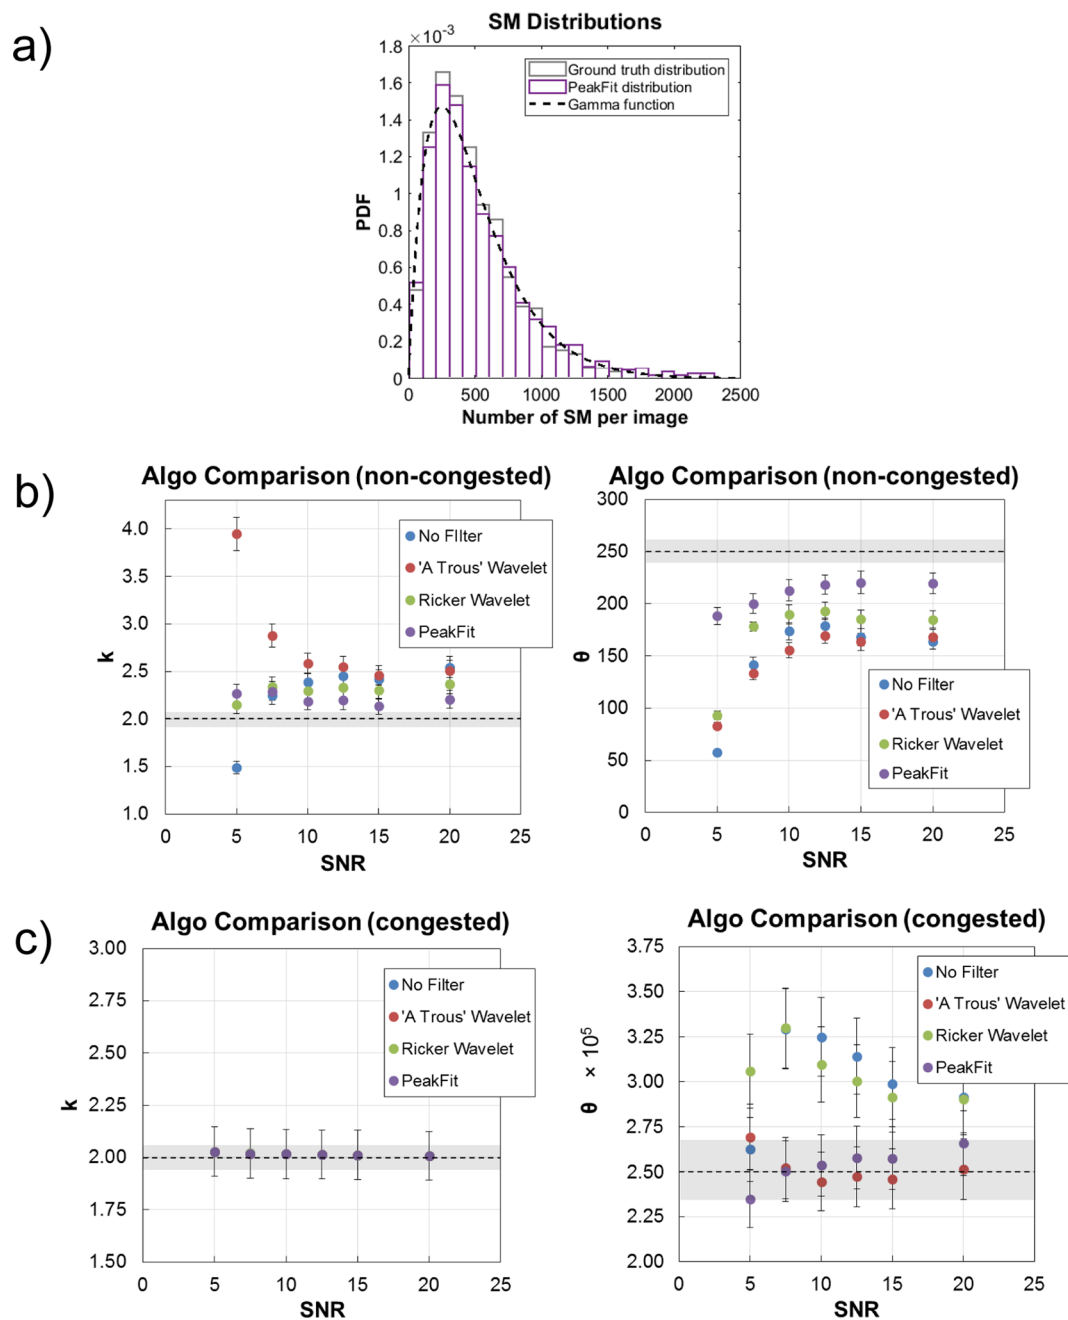 a)
SM Distributions
×10-3
1.8
1.6
1.4
1.2
1
0.8
0.6
0.4
0.2
0
PDF
Ground truth distribution
PeakFit distribution
Gamma function
0 500 1000 1500 2000 2500
Number of SM per image
b)
Algo Comparison (non-congested)
4.0
3.5
3.0
2.5
2.0
1.5
1.0
k
No FIlter
'A Trous' Wavelet
Ricker Wavelet
PeakFit
0 5 10 15 20 25
SNR
Algo Comparison (non-congested)
300
250
200
150
100
50
0
θ
No Filter
'A Trous' Wavelet
Ricker Wavelet
PeakFit
0 5 10 15 20 25
SNR
c)
Algo Comparison (congested)
3.00
2.75
2.50
2.25
2.00
1.75
1.50
k
No Filter
'A Trous' Wavelet
Ricker Wavelet
PeakFit
0 5 10 15 20 25
SNR
Algo Comparison (congested)
3.75
3.50
3.25
3.00
2.75
2.50
2.25
2.00
θ × 10⁵
No Filter
'A Trous' Wavelet
Ricker Wavelet
PeakFit
0 5 10 15 20 25
SNR